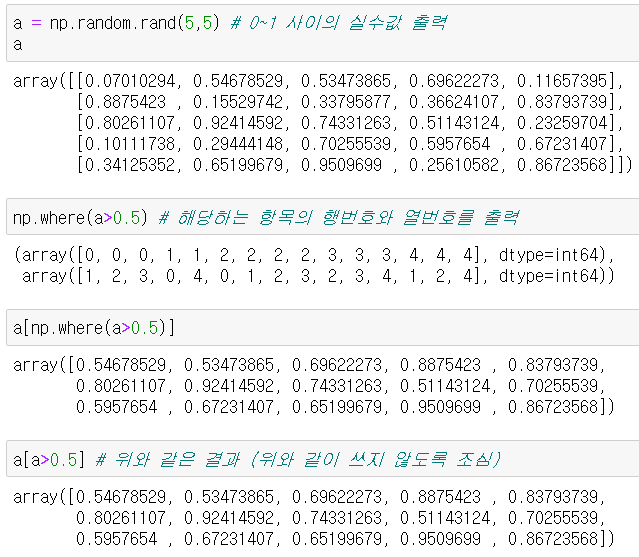 a = np.random.rand(5,5) # 0~1 사이의 실수값 출력
a
array([[0.07010294, 0.54678529, 0.53473865, 0.69622273, 0.11657395],
[0.8875423 , 0.15529742, 0.33795877, 0.36624107, 0.83793739],
[0.80261107, 0.92414592, 0.74331263, 0.51143124, 0.23259704],
[0.10111738, 0.29444148, 0.70255539, 0.5957654 , 0.67231407],
[0.34125352, 0.65199679, 0.9509699 , 0.25610582, 0.86723568]])
np.where(a>0.5) # 해당하는 항목의 행번호와 열번호를 출력
(array([0, 0, 0, 1, 1, 2, 2, 2, 2, 3, 3, 3, 4, 4, 4], dtype=int64),
array([1, 2, 3, 0, 4, 0, 1, 2, 3, 2, 3, 4, 1, 2, 4], dtype=int64))
a[np.where(a>0.5)]
array([0.54678529, 0.53473865, 0.69622273, 0.8875423 , 0.83793739,
0.80261107, 0.92414592, 0.74331263, 0.51143124, 0.70255539,
0.5957654 , 0.67231407, 0.65199679, 0.9509699 , 0.86723568])
a[a>0.5] # 위와 같은 결과 (위와 같이 쓰지 않도록 조심)
array([0.54678529, 0.53473865, 0.69622273, 0.8875423 , 0.83793739,
0.80261107, 0.92414592, 0.74331263, 0.51143124, 0.70255539,
0.5957654 , 0.67231407, 0.65199679, 0.9509699 , 0.86723568])